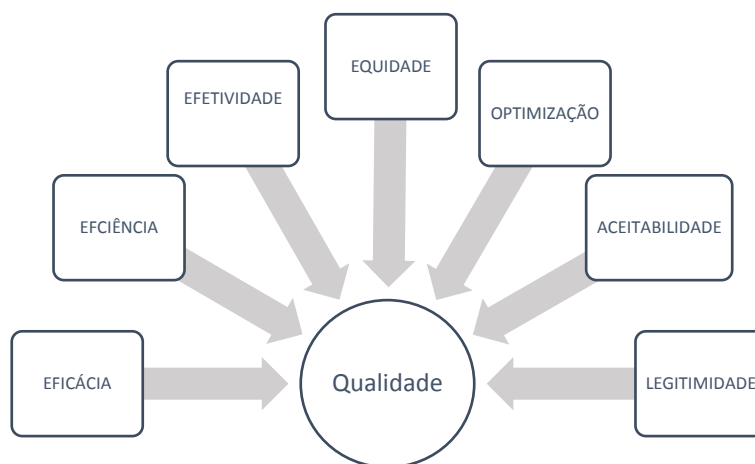 EQUIDADE
EFETIVIDADE
OPTIMIZAÇÃO
EFCIÊNCIA
ACEITABILIDADE
EFICÁCIA
Qualidade
LEGITIMIDADE